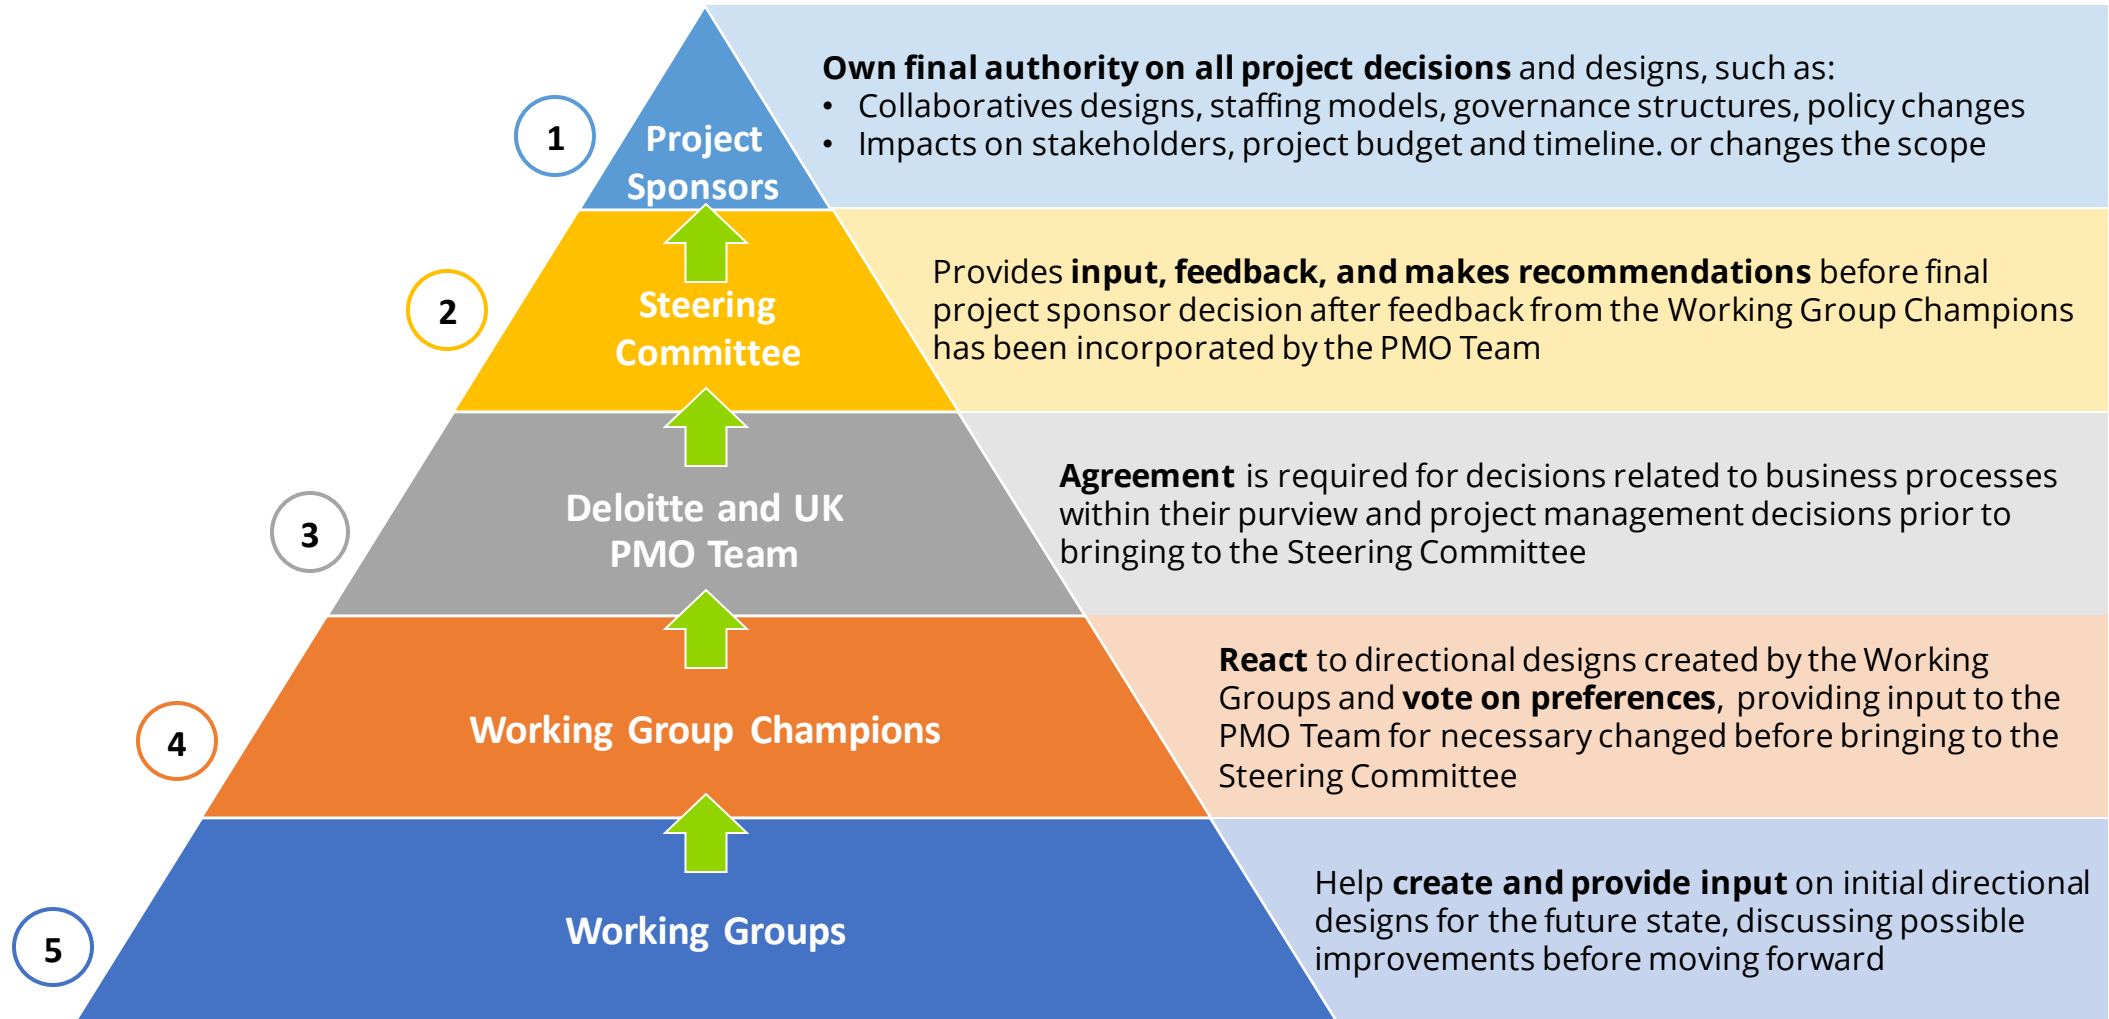 1
Project
Sponsors
Own final authority on all project decisions and designs, such as:
• Collaboratives designs, staffing models, governance structures, policy changes
• Impacts on stakeholders, project budget and timeline. or changes the scope
2
Steering
Committee
Provides input, feedback, and makes recommendations before final
project sponsor decision after feedback from the Working Group Champions
has been incorporated by the PMO Team
3
Deloitte and UK
PMO Team
Agreement is required for decisions related to business processes
within their purview and project management decisions prior to
bringing to the Steering Committee
4
Working Group Champions
React to directional designs created by the Working
Groups and vote on preferences, providing input to the
PMO Team for necessary changed before bringing to the
Steering Committee
5
Working Groups
Help create and provide input on initial directional
designs for the future state, discussing possible
improvements before moving forward